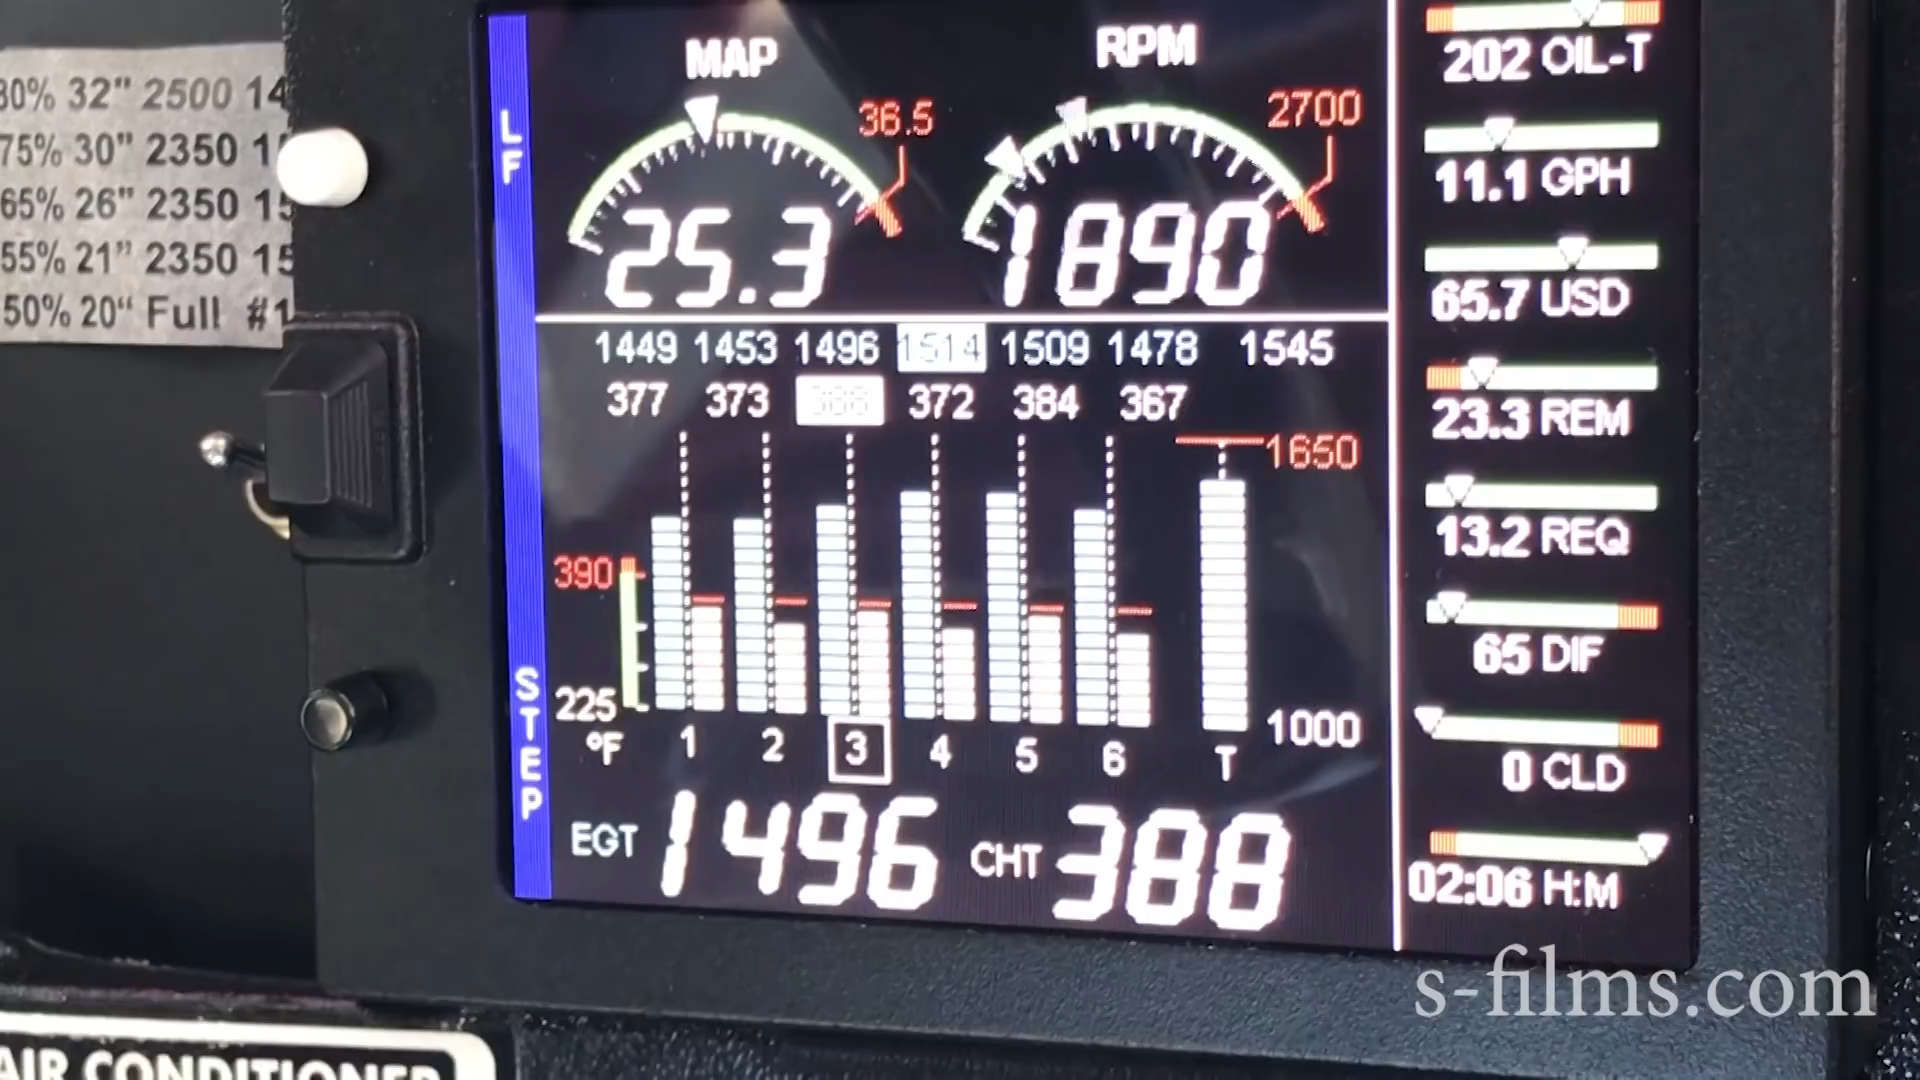 80% 32" 2500 14
75% 30" 2350 1
65% 26" 2350 15
55% 21" 2350 15
50% 20" Full #1
LF
STEP
MAP
36.5
25.3
RPM
2700
1890
1449 1453 1496 1514 1509 1478 1545
377 373 388 372 384 367
1650
390
225
°F
1 2 3 4 5 6 T
1000
EGT 1496 CHT 388
202 OIL-T
11.1 GPH
65.7 USD
23.3 REM
13.2 REQ
65 DIF
0 CLD
02:06 H:M
AIR CONDITIONER
s-films.com